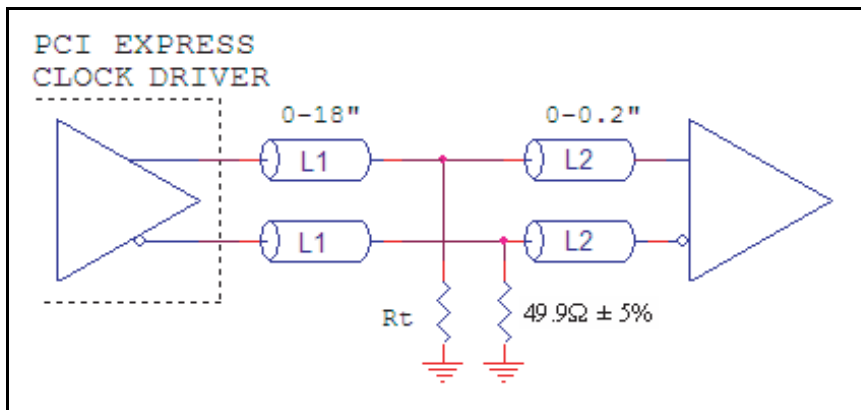 PCI EXPRESS
CLOCK DRIVER
0-18"
0-0.2"
L1
L2
L1
L2
Rt
49.9Ω ± 5%